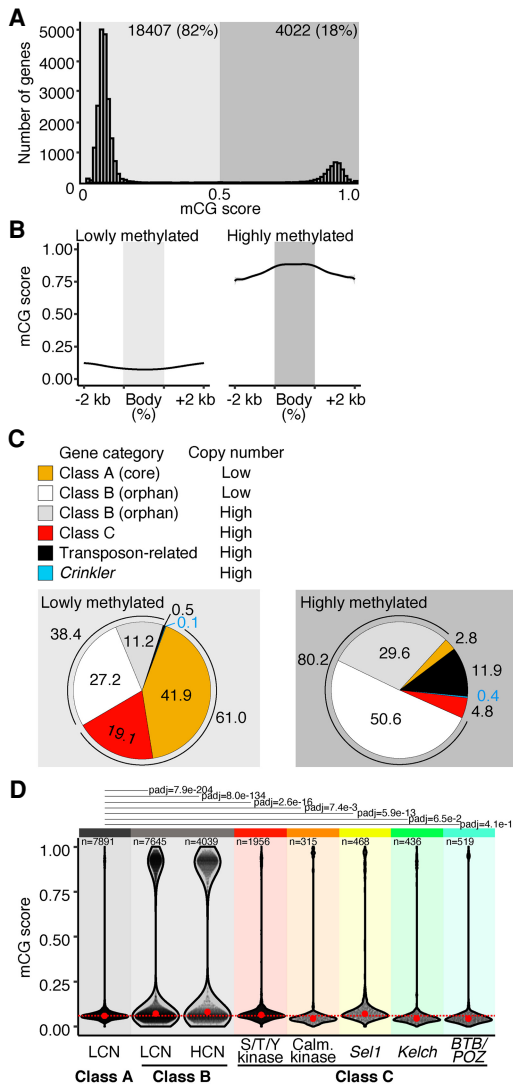 A
18407 (82%)
4022 (18%)
Number of genes
5000
4000
3000
2000
1000
0
0
0.5
1.0
mCG score
B
Lowly methylated
Highly methylated
mCG score
1.00
0.75
0.50
0.25
0.00
-2 kb
Body
(%)
+2 kb
-2 kb
Body
(%)
+2 kb
C
Gene category
Copy number
Class A (core)
Low
Class B (orphan)
Low
Class B (orphan)
High
Class C
High
Transposon-related
High
Crinkler
High
Lowly methylated
0.5
0.1
38.4
11.2
27.2
41.9
19.1
61.0
Highly methylated
2.8
29.6
11.9
80.2
0.4
4.8
50.6
D
padj=7.9e-204
padj=8.0e-134
padj=2.6e-16
padj=7.4e-3
padj=5.9e-13
padj=6.5e-2
padj=4.1e-1
n=7891
n=7645
n=4039
n=1956
n=315
n=468
n=436
n=519
mCG score
1.00
0.75
0.50
0.25
0.00
LCN
LCN
HCN
S/T/Y
kinase
Calm.
kinase
Sel1
Kelch
BTB/
POZ
Class A
Class B
Class C